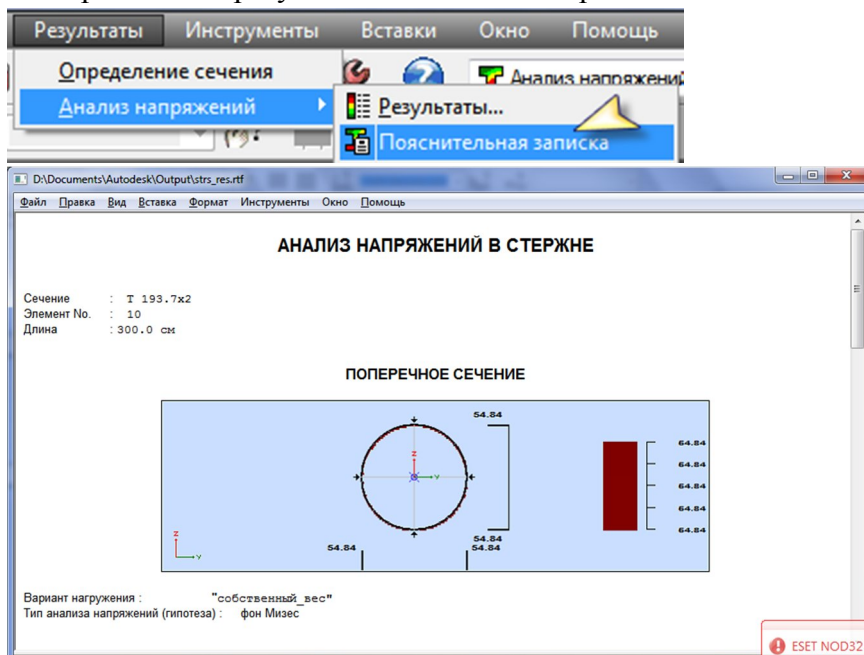 Результаты Инструменты Вставки Окно Помощь
Определение сечения
Анализ напряжений
Анализ напряжений
Результаты...
Пояснительная записка
D:\Documents\Autodesk\Output\strs_res.rtf
Файл Правка Вид Вставка Формат Инструменты Окно Помощь
АНАЛИЗ НАПРЯЖЕНИЙ В СТЕРЖНЕ
Сечение : T 193.7x2
Элемент No. : 10
Длина : 300.0 см
ПОПЕРЕЧНОЕ СЕЧЕНИЕ
54.84
64.84
64.84
64.84
64.84
64.84
Z
Y
Z
Y
54.84
54.84
54.84
Вариант нагружения : "собственный_вес"
Тип анализа напряжений (гипотеза) : фон Мизес
ESET NOD32